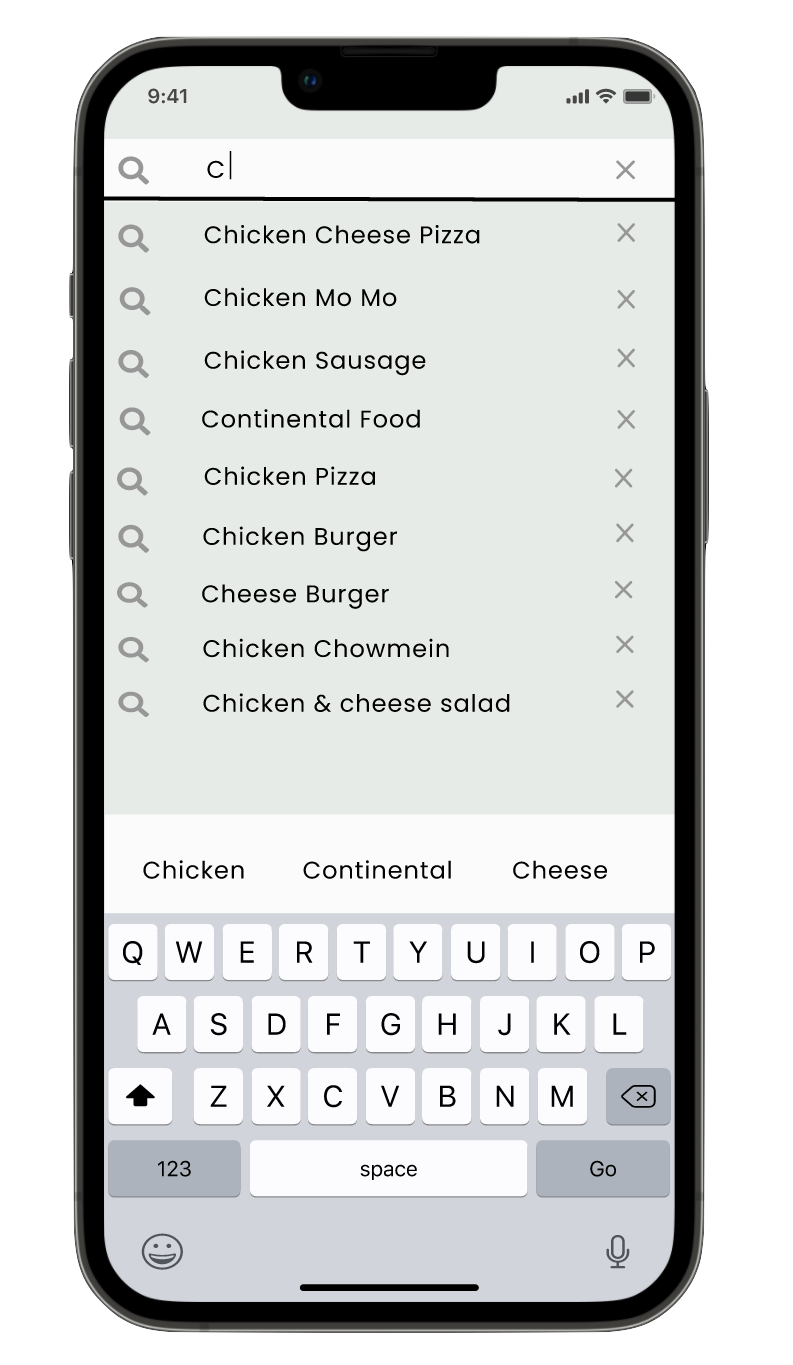 9:41
C
Chicken Cheese Pizza
Chicken Mo Mo
Chicken Sausage
Continental Food
Chicken Pizza
Chicken Burger
Cheese Burger
Chicken Chowmein
Chicken & cheese salad
Chicken Continental Cheese
Q W E R T Y U I O P
A S D F G H J K L
Z X C V B N M
123 space Go